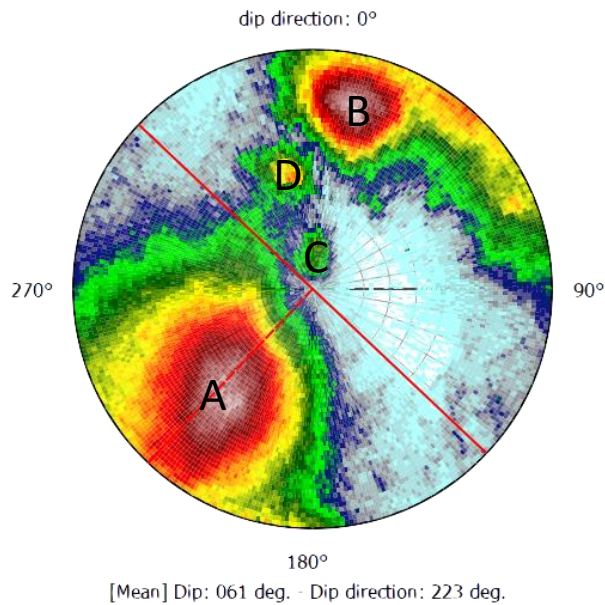 dip direction: 0°
B
D
C
270°
90°
A
180°
[Mean] Dip: 061 deg. - Dip direction: 223 deg.